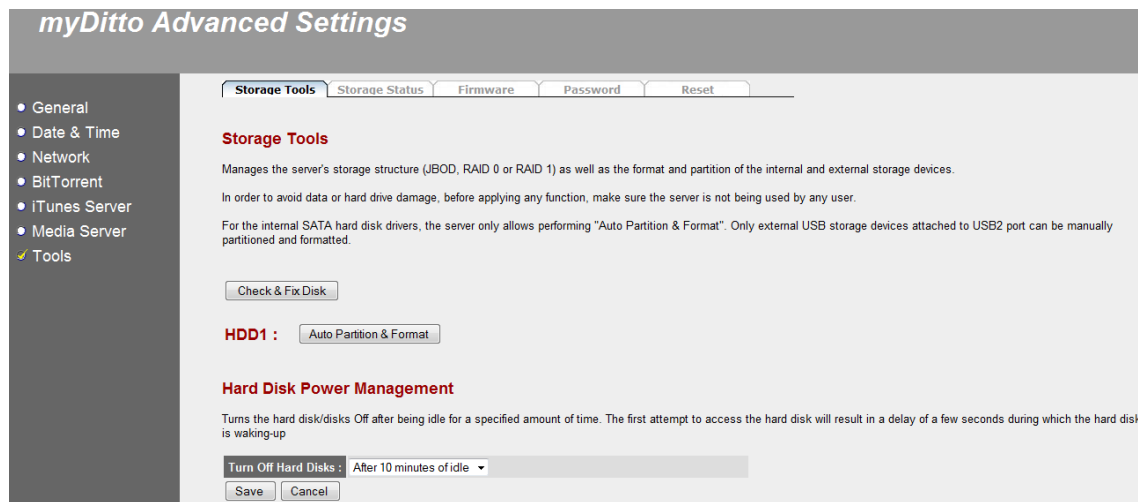 myDitto Advanced Settings
General
Date & Time
Network
BitTorrent
iTunes Server
Media Server
Tools
Storage Tools Storage Status Firmware Password Reset
Storage Tools
Manages the server's storage structure (JBOD, RAID 0 or RAID 1) as well as the format and partition of the internal and external storage devices.
In order to avoid data or hard drive damage, before applying any function, make sure the server is not being used by any user.
For the internal SATA hard disk drivers, the server only allows performing "Auto Partition & Format". Only external USB storage devices attached to USB2 port can be manually
partitioned and formatted.
Check & Fix Disk
HDD1 : Auto Partition & Format
Hard Disk Power Management
Turns the hard disk/disks Off after being idle for a specified amount of time. The first attempt to access the hard disk will result in a delay of a few seconds during which the hard disk
is waking-up
Turn Off Hard Disks : After 10 minutes of idle
Save Cancel